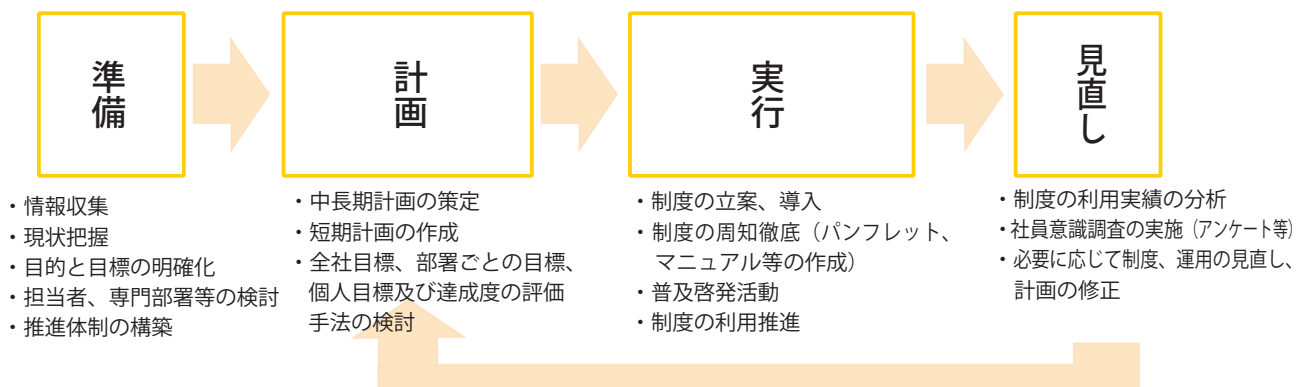 準備
計画
実行
見直し
・情報収集
・現状把握
・目的と目標の明確化
・担当者、専門部署等の検討
・推進体制の構築
・中長期計画の策定
・短期計画の作成
・全社目標、部署ごとの目標、
個人目標及び達成度の評価
手法の検討
・制度の立案、導入
・制度の周知徹底（パンフレット、
マニュアル等の作成）
・普及啓発活動
・制度の利用推進
・制度の利用実績の分析
・社員意識調査の実施（アンケート等）
・必要に応じて制度、運用の見直し、
計画の修正